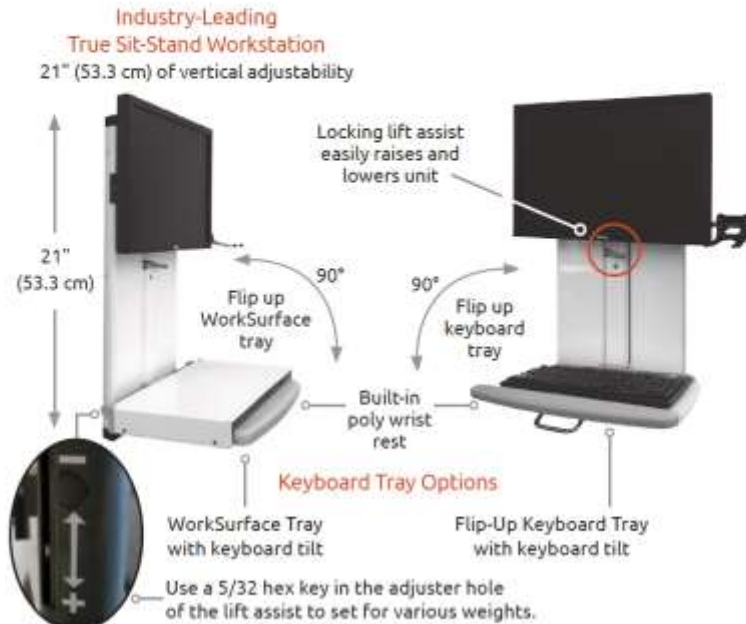 Industry-Leading
True Sit-Stand Workstation
21" (53.3 cm) of vertical adjustability
Locking lift assist
easily raises and
lowers unit
21"
(53.3 cm)
90°
90°
Flip up
WorkSurface
tray
Flip up
keyboard
tray
Built-in
poly wrist
rest
Keyboard Tray Options
WorkSurface Tray
with keyboard tilt
Flip-Up Keyboard Tray
with keyboard tilt
−
+
Use a 5/32 hex key in the adjuster hole
of the lift assist to set for various weights.